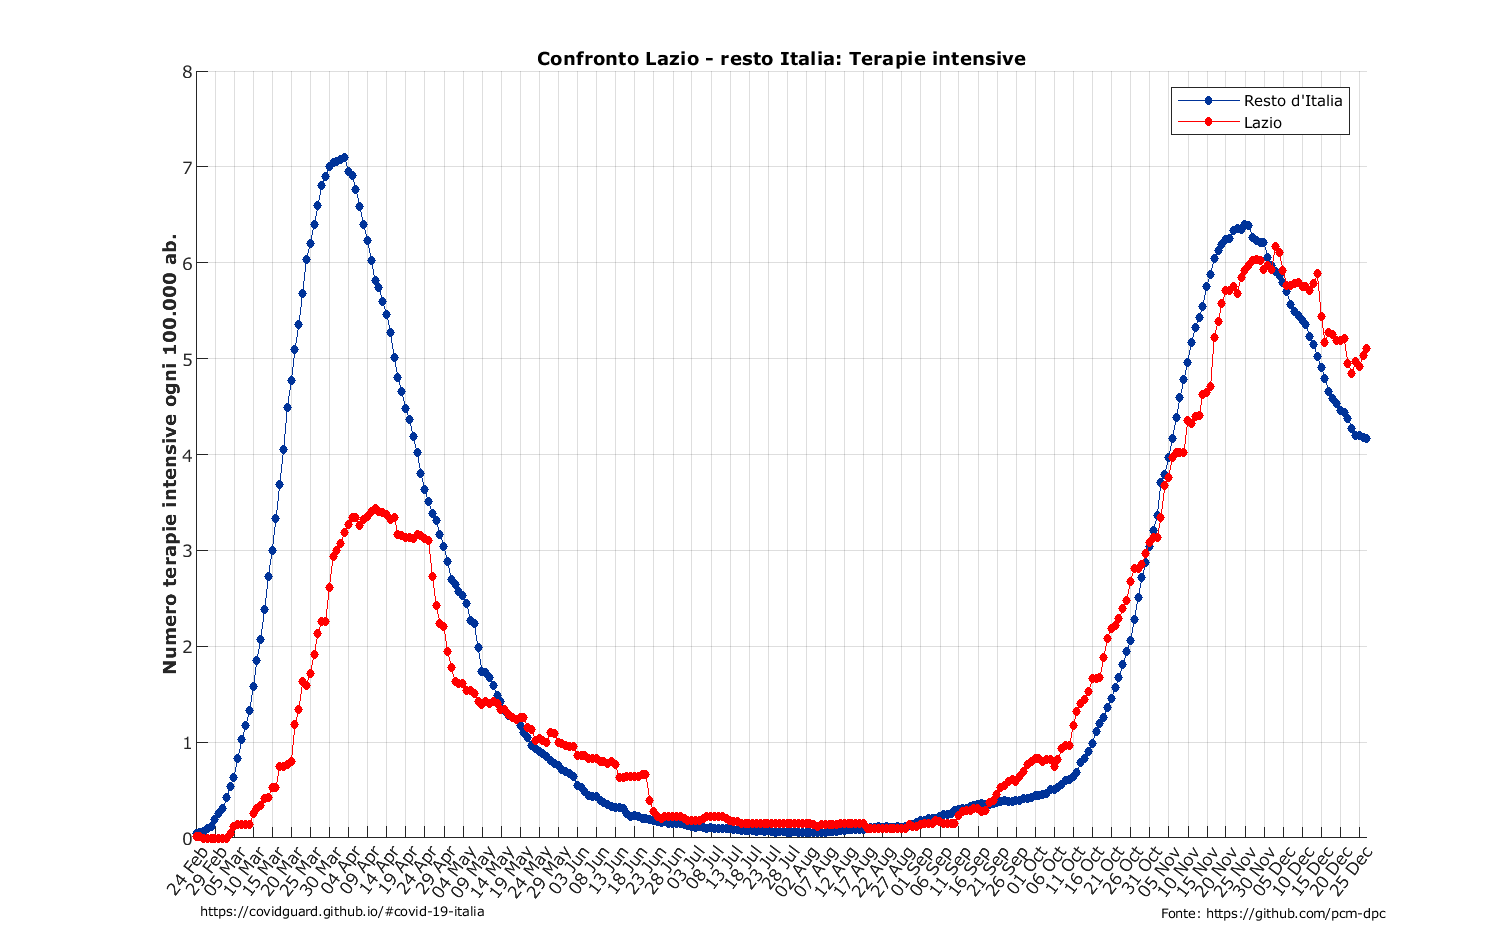 Confronto Lazio - resto Italia: Terapie intensive
Resto d'Italia
Lazio
Numero terapie intensive ogni 100.000 ab.
8
7
6
5
4
3
2
1
0
24 Feb
29 Feb
05 Mar
10 Mar
15 Mar
20 Mar
25 Mar
30 Mar
04 Apr
09 Apr
14 Apr
19 Apr
24 Apr
29 Apr
04 May
09 May
14 May
19 May
24 May
29 May
03 Jun
08 Jun
13 Jun
18 Jun
23 Jun
28 Jun
03 Jul
08 Jul
13 Jul
18 Jul
23 Jul
28 Jul
02 Aug
07 Aug
12 Aug
17 Aug
22 Aug
27 Aug
01 Sep
06 Sep
11 Sep
16 Sep
21 Sep
26 Sep
01 Oct
06 Oct
11 Oct
16 Oct
21 Oct
26 Oct
31 Oct
05 Nov
10 Nov
15 Nov
20 Nov
25 Nov
30 Nov
05 Dec
10 Dec
15 Dec
20 Dec
25 Dec
https://covidguard.github.io/#covid-19-italia
Fonte: https://github.com/pcm-dpc